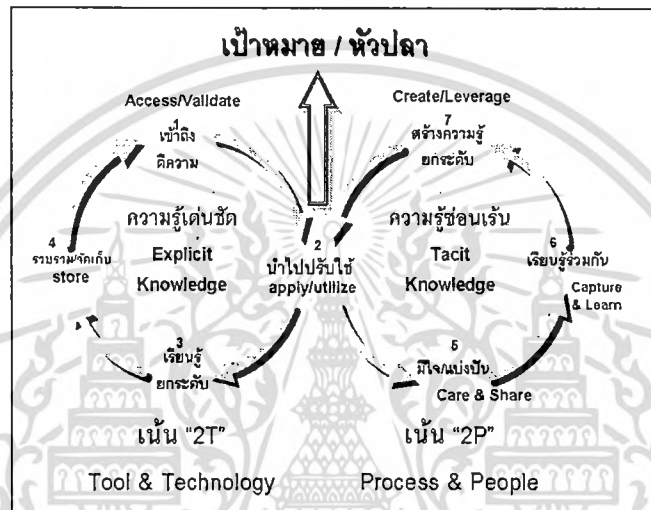 เป้าหมาย / หัวปลา
Access/Validate
1
เข้าถึง
ตีความ
Create/Leverage
7
สร้างความรู้
ยกระดับ
4
รวบรวม/จัดเก็บ
store
ความรู้เด่นชัด
Explicit
Knowledge
2
นำไปปรับใช้
apply/utilize
ความรู้ซ่อนเร้น
Tacit
Knowledge
6
เรียนรู้ร่วมกัน
Capture
& Learn
3
เรียนรู้
ยกระดับ
5
มีใจ/แบ่งปัน
Care & Share
เน้น "2T"
Tool & Technology
เน้น "2P"
Process & People